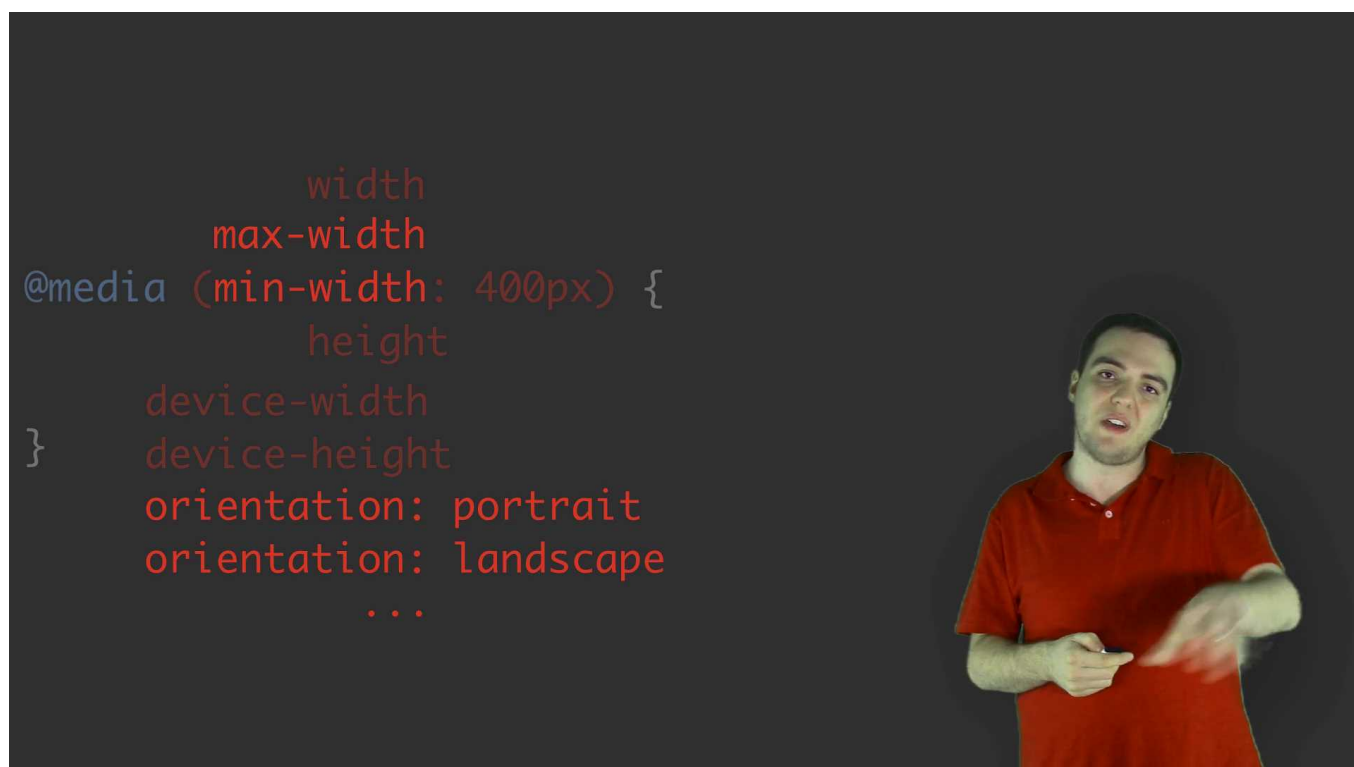 width
max-width
@media (min-width: 400px) {
height
device-width
} device-height
orientation: portrait
orientation: landscape
...